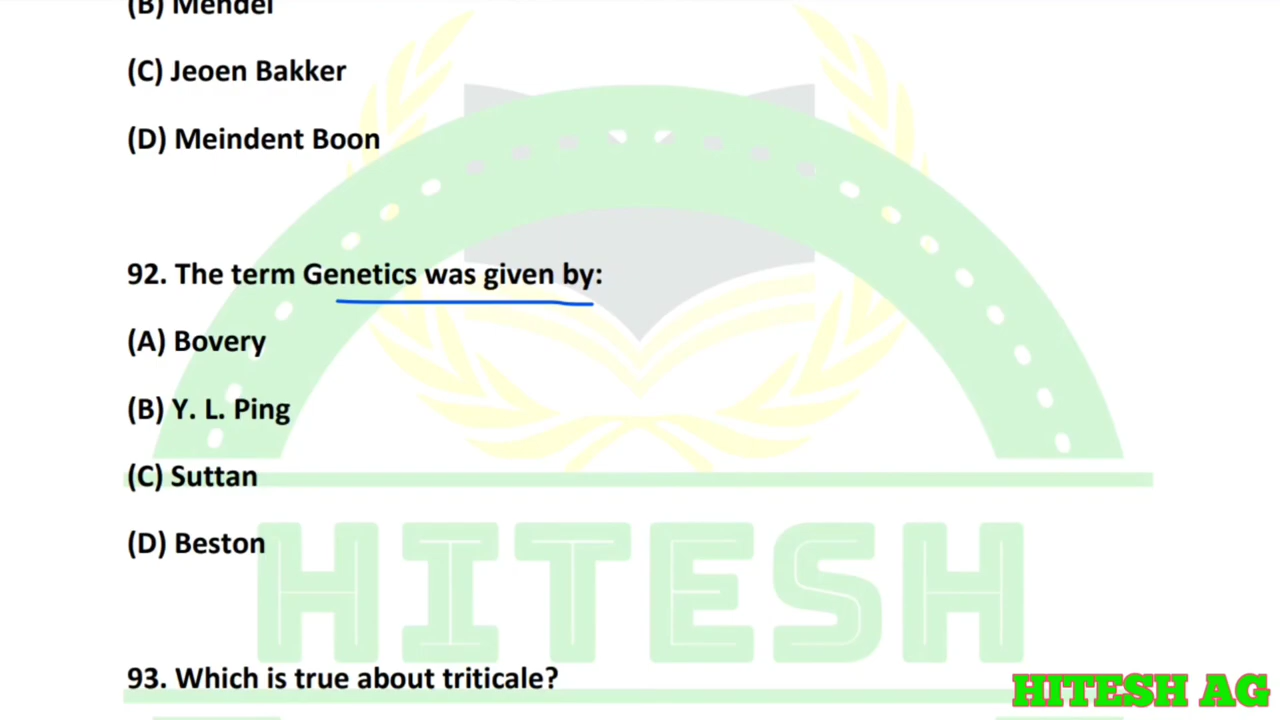 (B) Mendel
(C) Jeoen Bakker
(D) Meindent Boon
92. The term Genetics was given by:
(A) Bovery
(B) Y. L. Ping
(C) Suttan
(D) Beston
HITESH
93. Which is true about triticale?
HITESH AG